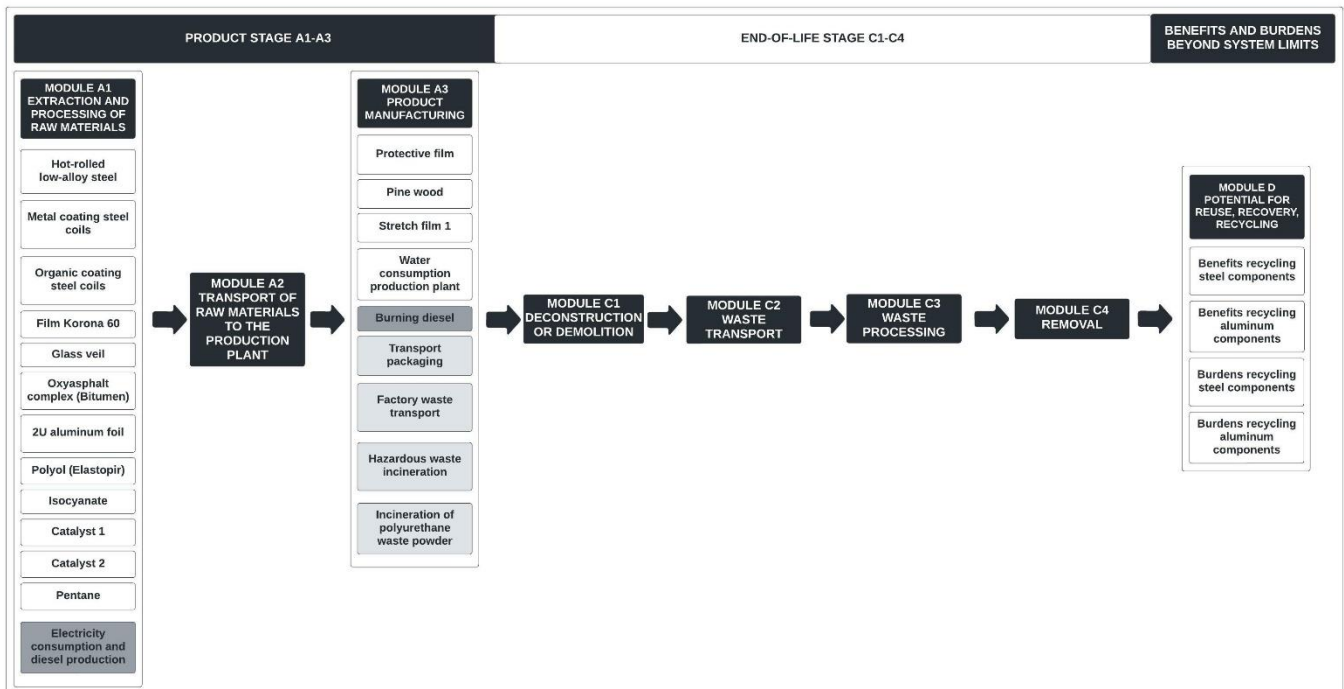 PRODUCT STAGE A1-A3
END-OF-LIFE STAGE C1-C4
BENEFITS AND BURDENS
BEYOND SYSTEM LIMITS
MODULE A1
EXTRACTION AND
PROCESSING OF
RAW MATERIALS
Hot-rolled
low-alloy steel
Metal coating steel
coils
Organic coating
steel coils
Film Korona 60
Glass veil
Oxyasphalt
complex (Bitumen)
2U aluminum foil
Polyol (Elastopir)
Isocyanate
Catalyst 1
Catalyst 2
Pentane
Electricity
consumption and
diesel production
MODULE A2
TRANSPORT OF
RAW MATERIALS
TO THE
PRODUCTION
PLANT
MODULE A3
PRODUCT
MANUFACTURING
Protective film
Pine wood
Stretch film 1
Water
consumption
production plant
Burning diesel
Transport
packaging
Factory waste
transport
Hazardous waste
incineration
Incineration of
polyurethane
waste powder
MODULE C1
DECONSTRUCTION
OR DEMOLITION
MODULE C2
WASTE
TRANSPORT
MODULE C3
WASTE
PROCESSING
MODULE C4
REMOVAL
MODULE D
POTENTIAL FOR
REUSE, RECOVERY,
RECYCLING
Benefits recycling
steel components
Benefits recycling
aluminum
components
Burdens recycling
steel components
Burdens recycling
aluminum
components